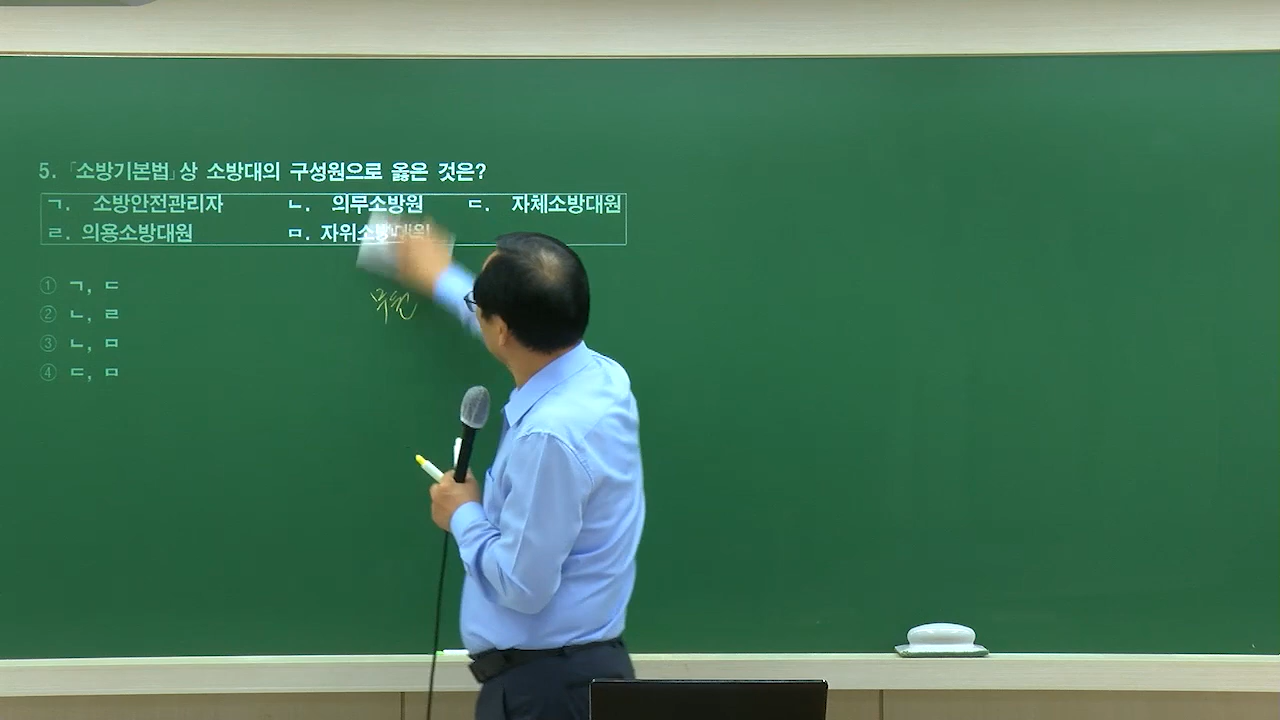 5. 「소방기본법」상 소방대의 구성원으로 옳은 것은?
ㄱ. 소방안전관리자 ㄴ. 의무소방원 ㄷ. 자체소방대원
ㄹ. 의용소방대원 ㅁ. 자위소방대원
① ㄱ, ㄷ
② ㄴ, ㄹ
③ ㄴ, ㅁ
④ ㄷ, ㅁ